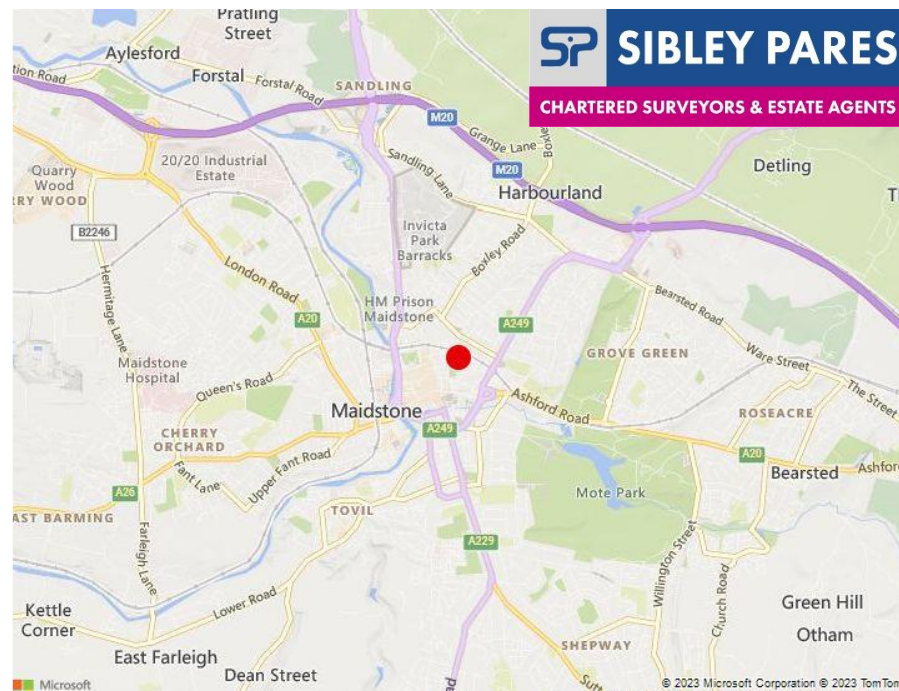 Pratling
Street
Aylesford
Forstal
Forstal Road
tion Road
SANDLING
SP SIBLEY PARES
CHARTERED SURVEYORS & ESTATE AGENTS
M20
Grange Lane
Boxley
M20
Sandling Lane
20/20 Industrial
Estate
Quarry
Wood
RRY WOOD
Harbourland
Detling
B2246
Invicta
Park
Barracks
Boxley Road
London Road
Hermitage Lane
HM Prison
Maidstone
A20
A249
Bearsted Road
GROVE GREEN
Ware Street
The Street
Maidstone
Hospital
Queen's Road
Maidstone
Ashford Road
ROSEACRE
CHERRY
ORCHARD
A249
A20
Bearsted
Ashford
Fant Lane
Upper Fant Road
A26
Mote Park
AST BARMING
TOVIL
A229
Farleigh Lane
Willington Street
Church Road
Lower Road
Kettle
Corner
Green Hill
Otham
East Farleigh
SHEPWAY
Dean Street
Sutt
ad
Microsoft
© 2023 Microsoft Corporation © 2023 TomTom